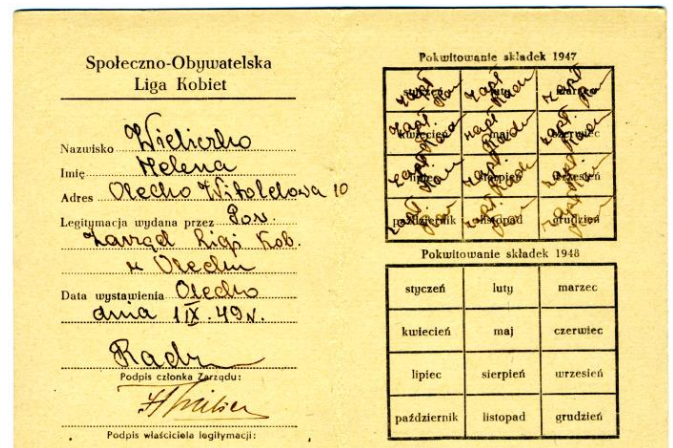 Społeczno-Obywatelska
Liga Kobiet
Nazwisko Wieliczko
Imię Helena
Adres Olecko Witoldowa 10
Legitymacja wydana przez Pow.
Zarząd Ligi Kob.
w Olecku
Data wystawienia Olecko
dnia 1 IX. 49 r.
Podpis członka Zarządu:
Podpis właściciela legitymacji:
Pokwitowanie składek 1947
styczeń luty marzec
kwiecień maj czerwiec
lipiec sierpień wrzesień
październik listopad grudzień
Pokwitowanie składek 1948
styczeń luty marzec
kwiecień maj czerwiec
lipiec sierpień wrzesień
październik listopad grudzień